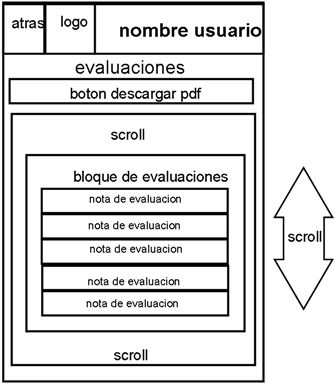 atras
logo
nombre usuario
evaluaciones
boton descargar pdf
scroll
bloque de evaluaciones
nota de evaluacion
nota de evaluacion
nota de evaluacion
nota de evaluacion
nota de evaluacion
scroll
scroll